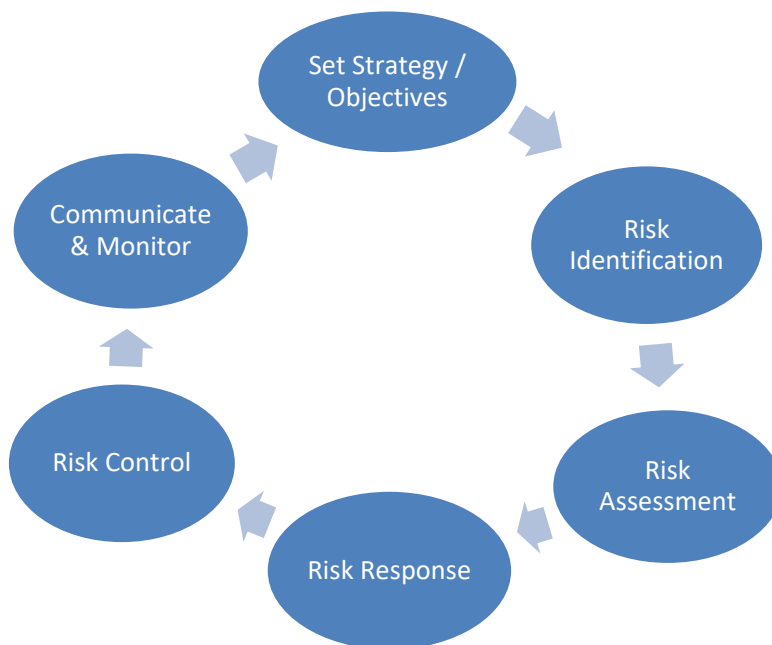 Set Strategy /
Objectives
Risk
Identification
Risk
Assessment
Risk Response
Risk Control
Communicate
& Monitor